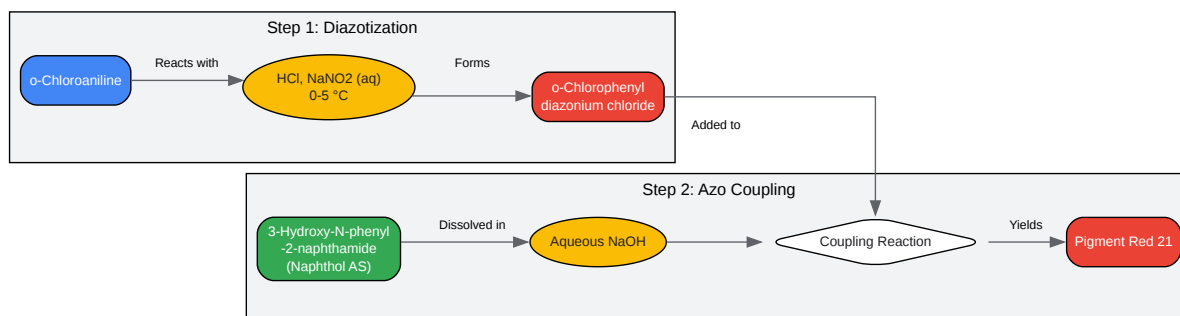 Step 1: Diazotization
o-Chloroaniline
Reacts with
HCl, NaNO2 (aq)
0-5 °C
Forms
o-Chlorophenyl
diazonium chloride
Added to
Step 2: Azo Coupling
3-Hydroxy-N-phenyl
-2-naphthamide
(Naphthol AS)
Dissolved in
Aqueous NaOH
Coupling Reaction
Yields
Pigment Red 21